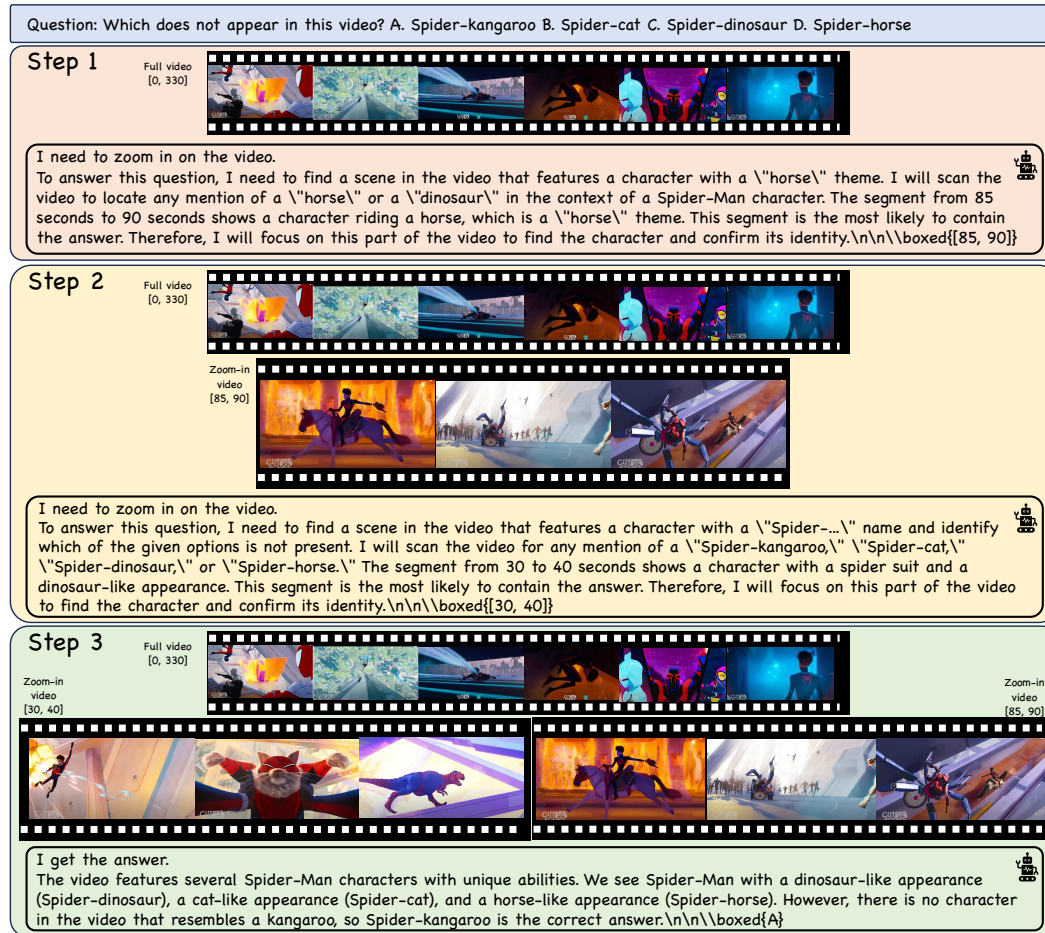 Question: Which does not appear in this video? A. Spider-kangaroo B. Spider-cat C. Spider-dinosaur D. Spider-horse
Step 1
Full video
[0, 330]
I need to zoom in on the video.
To answer this question, I need to find a scene in the video that features a character with a \"horse\" theme. I will scan the
video to locate any mention of a \"horse\" or a \"dinosaur\" in the context of a Spider-Man character. The segment from 85
seconds to 90 seconds shows a character riding a horse, which is a \"horse\" theme. This segment is the most likely to contain
the answer. Therefore, I will focus on this part of the video to find the character and confirm its identity.\n\n\\boxed{[85, 90]}
Step 2
Full video
[0, 330]
Zoom-in
video
[85, 90]
I need to zoom in on the video.
To answer this question, I need to find a scene in the video that features a character with a \"Spider-...\" name and identify
which of the given options is not present. I will scan the video for any mention of a \"Spider-kangaroo,\" \"Spider-cat,\"
\"Spider-dinosaur,\" or \"Spider-horse.\" The segment from 30 to 40 seconds shows a character with a spider suit and a
dinosaur-like appearance. This segment is the most likely to contain the answer. Therefore, I will focus on this part of the video
to find the character and confirm its identity.\n\n\\boxed{[30, 40]}
Step 3
Full video
[0, 330]
Zoom-in
video
[30, 40]
Zoom-in
video
[85, 90]
I get the answer.
The video features several Spider-Man characters with unique abilities. We see Spider-Man with a dinosaur-like appearance
(Spider-dinosaur), a cat-like appearance (Spider-cat), and a horse-like appearance (Spider-horse). However, there is no character
in the video that resembles a kangaroo, so Spider-kangaroo is the correct answer.\n\n\\boxed{A}